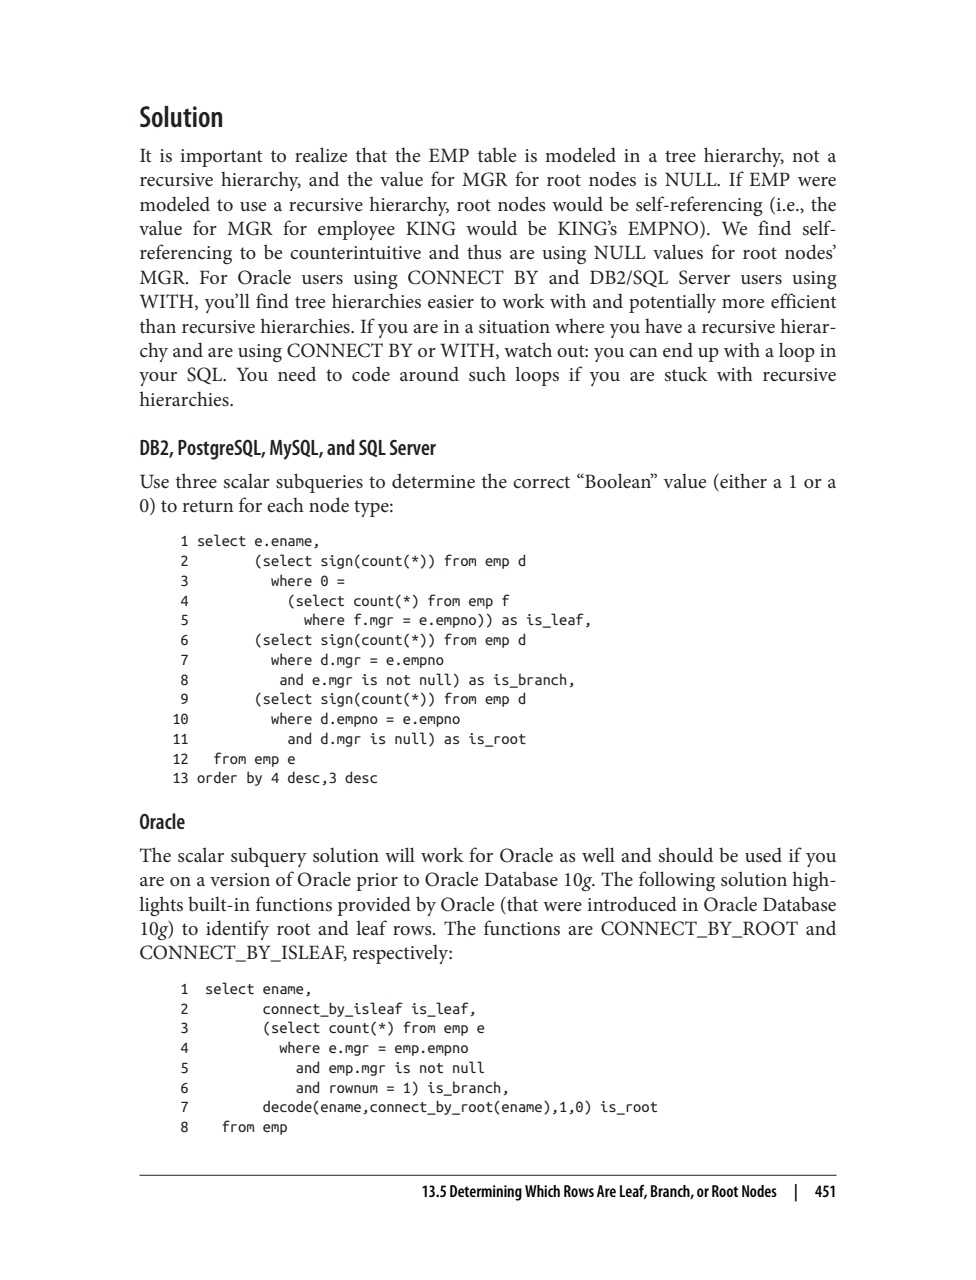 Solution
It is important to realize that the EMP table is modeled in a tree hierarchy, not a
recursive hierarchy, and the value for MGR for root nodes is NULL. If EMP were
modeled to use a recursive hierarchy, root nodes would be self-referencing (i.e., the
value for MGR for employee KING would be KING’s EMPNO). We find self-
referencing to be counterintuitive and thus are using NULL values for root nodes’
MGR. For Oracle users using CONNECT BY and DB2/SQL Server users using
WITH, you’ll find tree hierarchies easier to work with and potentially more efficient
than recursive hierarchies. If you are in a situation where you have a recursive hierar-
chy and are using CONNECT BY or WITH, watch out: you can end up with a loop in
your SQL. You need to code around such loops if you are stuck with recursive
hierarchies.
DB2, PostgreSQL, MySQL, and SQL Server
Use three scalar subqueries to determine the correct “Boolean” value (either a 1 or a
0) to return for each node type:
1 select e.ename,
2        (select sign(count(*)) from emp d
3          where 0 =
4            (select count(*) from emp f
5              where f.mgr = e.empno)) as is_leaf,
6        (select sign(count(*)) from emp d
7          where d.mgr = e.empno
8           and e.mgr is not null) as is_branch,
9        (select sign(count(*)) from emp d
10          where d.empno = e.empno
11            and d.mgr is null) as is_root
12   from emp e
13 order by 4 desc,3 desc
Oracle
The scalar subquery solution will work for Oracle as well and should be used if you
are on a version of Oracle prior to Oracle Database 10g. The following solution high-
lights built-in functions provided by Oracle (that were introduced in Oracle Database
10g) to identify root and leaf rows. The functions are CONNECT_BY_ROOT and
CONNECT_BY_ISLEAF, respectively:
1  select ename,
2         connect_by_isleaf is_leaf,
3         (select count(*) from emp e
4           where e.mgr = emp.empno
5             and emp.mgr is not null
6             and rownum = 1) is_branch,
7         decode(ename,connect_by_root(ename),1,0) is_root
8    from emp
13.5 Determining Which Rows Are Leaf, Branch, or Root Nodes | 451